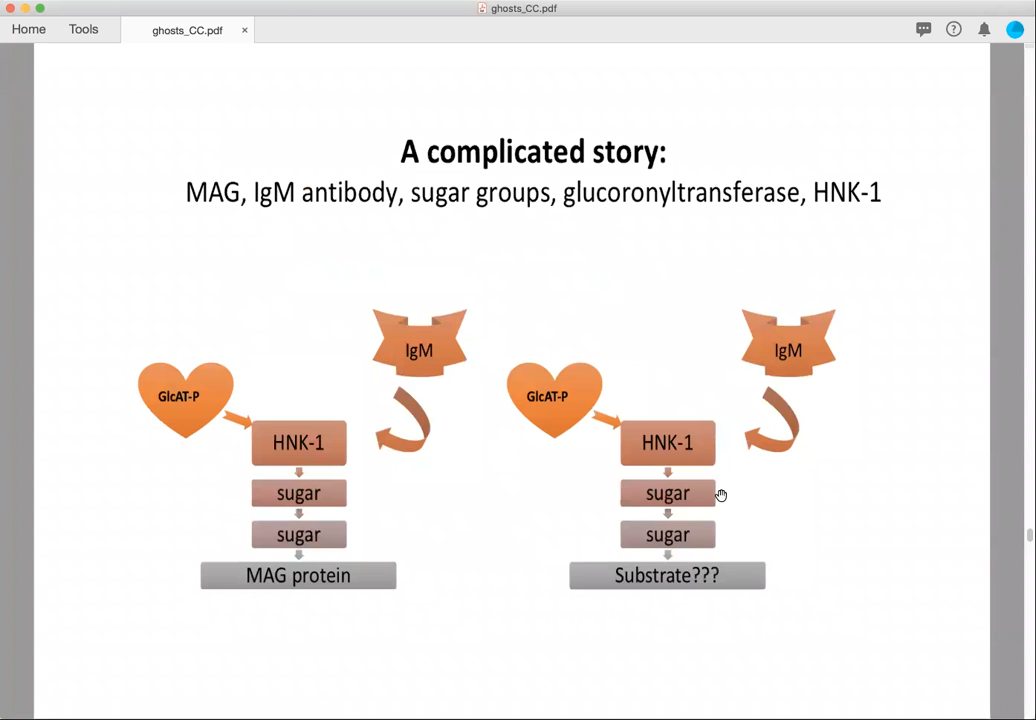 ghosts_CC.pdf
Home Tools ghosts_CC.pdf ×
A complicated story:
MAG, IgM antibody, sugar groups, glucoronyltransferase, HNK-1
IgM IgM
GlcAT-P GlcAT-P
HNK-1 HNK-1
sugar sugar
sugar sugar
MAG protein Substrate???